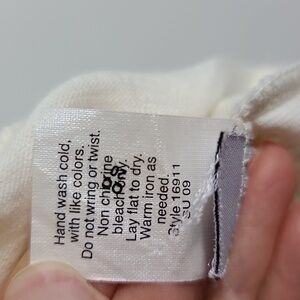 Hand wash cold,
with like colors.
Do not wring or twist.
Non chlorine
bleach only.
Lay flat to dry.
Warm iron as
needed.
Style 16911
SU 09